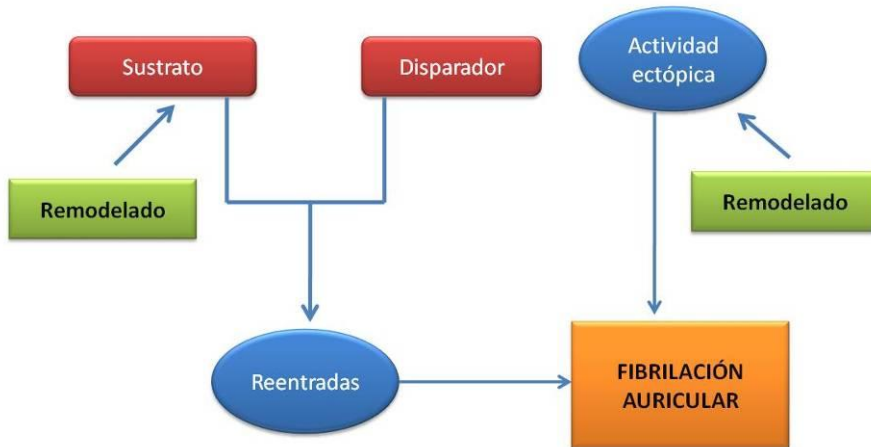 Sustrato
Disparador
Actividad
ectópica
Remodelado
Remodelado
Reentradas
FIBRILACIÓN
AURICULAR